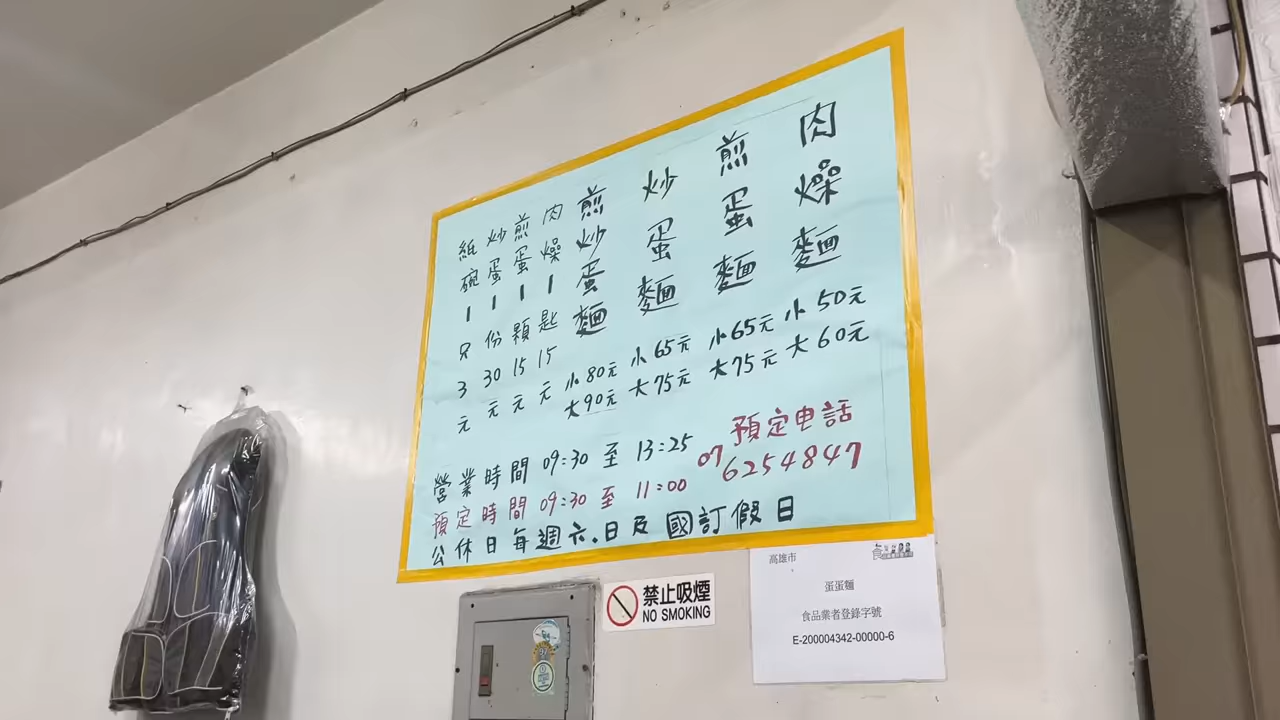 肉燥麵 小50元 大60元
煎蛋麵 小65元 大75元
炒蛋麵 小65元 大75元
煎炒蛋麵 小80元 大90元
肉燥1匙15元
煎蛋1顆15元
炒蛋1份30元
紙碗1只3元
預定電話
07 6254847
營業時間 09:30 至 13:25
預定時間 09:30 至 11:00
公休日每週六.日及國訂假日
禁止吸煙
NO SMOKING
高雄市
蛋蛋麵
食品業者登錄字號
E-200004342-00000-6